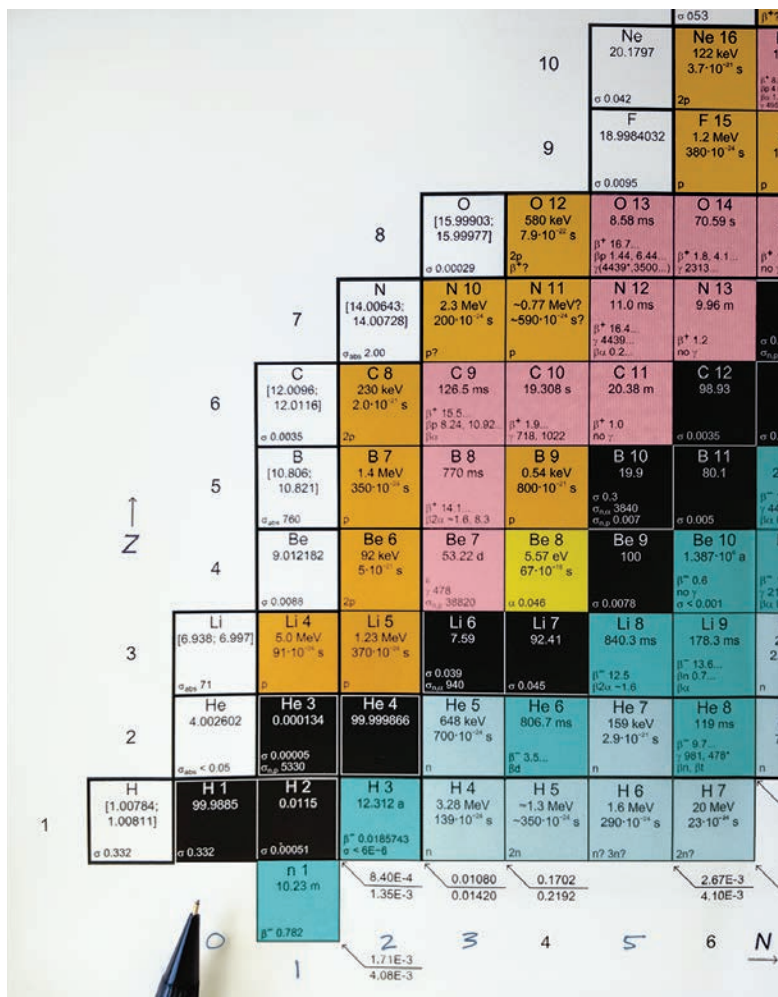 σ 053
β⁺
10
Ne
20.1797
σ 0.042
Ne 16
122 keV
3.7·10⁻²¹ s
2p
9
F
18.9984032
σ 0.0095
F 15
1.2 MeV
380·10⁻²⁴ s
p
p
8
O
[15.99903;
15.99977]
σ 0.00029
O 12
580 keV
7.9·10⁻²² s
2p
β⁺?
O 13
8.58 ms
β⁺ 16.7...
βp 1.44, 6.44...
γ(4439*,3500...)
O 14
70.59 s
β⁺ 1.8, 4.1...
γ 2313...
β⁺
no γ
7
N
[14.00643;
14.00728]
σabs 2.00
N 10
2.3 MeV
200·10⁻²⁴ s
p?
N 11
~0.77 MeV?
~590·10⁻²⁴ s?
p
N 12
11.0 ms
β⁺ 16.4...
γ 4439...
βα 0.2...
N 13
9.96 m
β⁺ 1.2
no γ
6
C
[12.0096;
12.0116]
σ 0.0035
C 8
230 keV
2.0·10⁻²¹ s
2p
C 9
126.5 ms
β⁺ 15.5...
βp 8.24, 10.92...
βα
C 10
19.308 s
β⁺ 1.9...
γ 718, 1022
C 11
20.38 m
β⁺ 1.0
no γ
C 12
98.93
σ 0.0035
5
B
[10.806;
10.821]
σabs 760
B 7
1.4 MeV
350·10⁻²⁴ s
p
B 8
770 ms
β⁺ 14.1...
β2α ~1.6, 8.3
B 9
0.54 keV
800·10⁻²¹ s
p
B 10
19.9
σ 0.3
σn,α 3840
σn,p 0.007
B 11
80.1
σ 0.005
Z
4
Be
9.012182
σ 0.0088
Be 6
92 keV
5·10⁻²¹ s
2p
Be 7
53.22 d
ε
γ 478
σn,p 38820
Be 8
5.57 eV
67·10⁻¹⁸ s
α 0.046
Be 9
100
σ 0.0078
Be 10
1.387·10⁶ a
β⁻ 0.6
no γ
σ < 0.001
3
Li
[6.938; 6.997]
σabs 71
Li 4
5.0 MeV
91·10⁻²⁴ s
p
Li 5
1.23 MeV
370·10⁻²⁴ s
p
Li 6
7.59
σ 0.039
σn,α 940
Li 7
92.41
σ 0.045
Li 8
840.3 ms
β⁻ 12.5
β2α ~1.6
Li 9
178.3 ms
β⁻ 13.6...
βn 0.7...
βα
n
2
He
4.002602
σabs < 0.05
He 3
0.000134
σ 0.00005
σn,p 5330
He 4
99.999866
He 5
648 keV
700·10⁻²⁴ s
n
He 6
806.7 ms
β⁻ 3.5...
βd
He 7
159 keV
2.9·10⁻²¹ s
n
He 8
119 ms
β⁻ 9.7...
γ 981, 478*
βn, βt
n
1
H
[1.00784;
1.00811]
σ 0.332
H 1
99.9885
σ 0.332
H 2
0.0115
σ 0.00051
H 3
12.312 a
β⁻ 0.0185743
σ < 6E-6
H 4
3.28 MeV
139·10⁻²⁴ s
n
H 5
~1.3 MeV
~350·10⁻²⁴ s
2n
H 6
1.6 MeV
290·10⁻²⁴ s
n? 3n?
H 7
20 MeV
23·10⁻²⁴ s
2n?
n 1
10.23 m
β⁻ 0.782
8.40E-4
1.35E-3
0.01080
0.01420
0.1702
0.2192
2.67E-3
4.10E-3
0 1 2 3 4 5 6 N
1.71E-3
4.08E-3